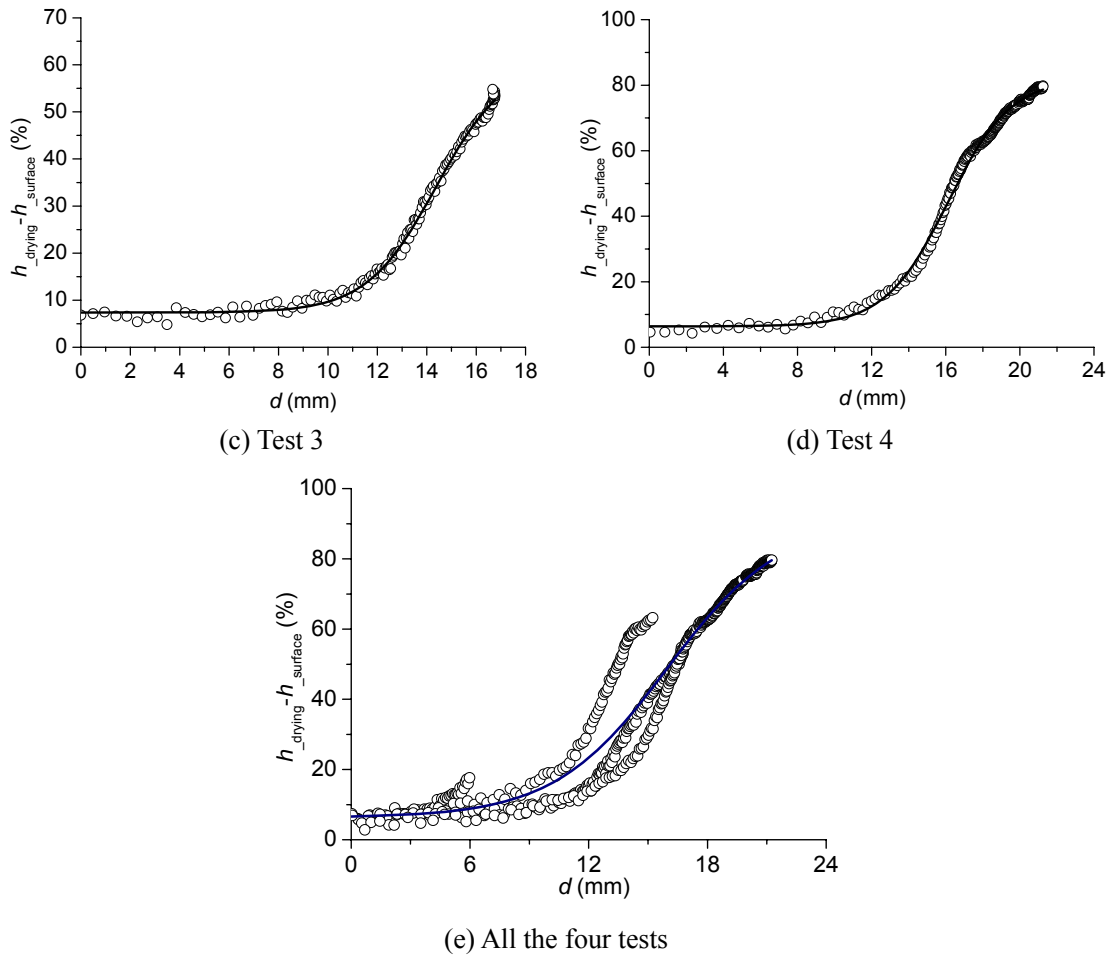 70
60
50
40
30
20
10
0
h_drying-h_surface (%)
0 2 4 6 8 10 12 14 16 18
d (mm)
(c) Test 3
100
80
60
40
20
0
h_drying-h_surface (%)
0 4 8 12 16 20 24
d (mm)
(d) Test 4
100
80
60
40
20
0
h_drying-h_surface (%)
0 6 12 18 24
d (mm)
(e) All the four tests